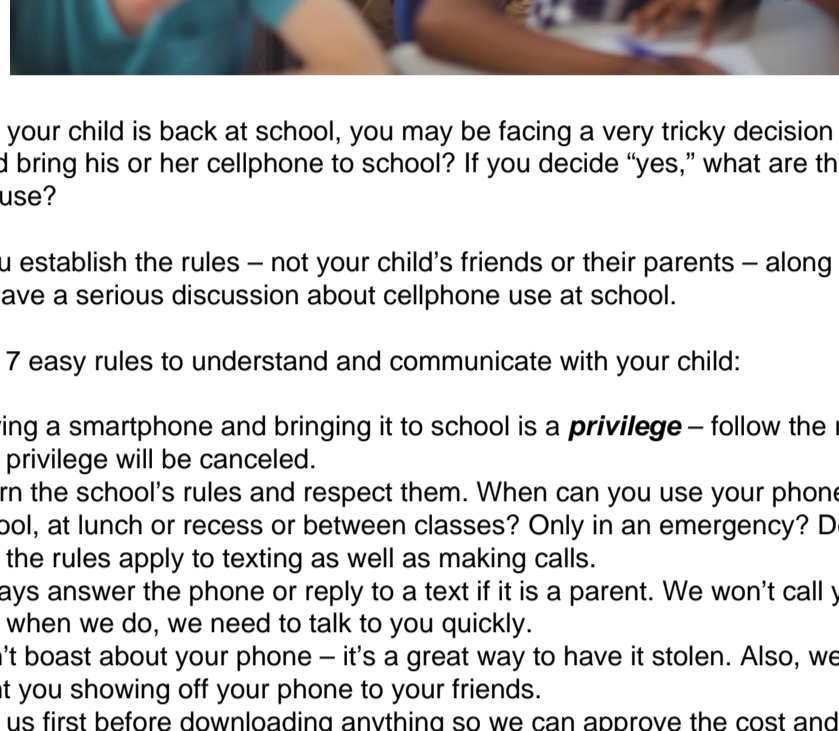 your child is back at school, you may be facing a very tricky decision
bring his or her cellphone to school? If you decide “yes,” what are
use?
establish the rules – not your child’s friends or their parents – along
a serious discussion about cellphone use at school.
7 easy rules to understand and communicate with your child:
a smartphone and bringing it to school is a privilege – follow the
privilege will be canceled.
the school’s rules and respect them. When can you use your phone
at lunch or recess or between classes? Only in an emergency?
the rules apply to texting as well as making calls.
answer the phone or reply to a text if it is a parent. We won’t call
when we do, we need to talk to you quickly.
boast about your phone – it’s a great way to have it stolen. Also, we
you showing off your phone to your friends.
us first before downloading anything so we can approve the cost and